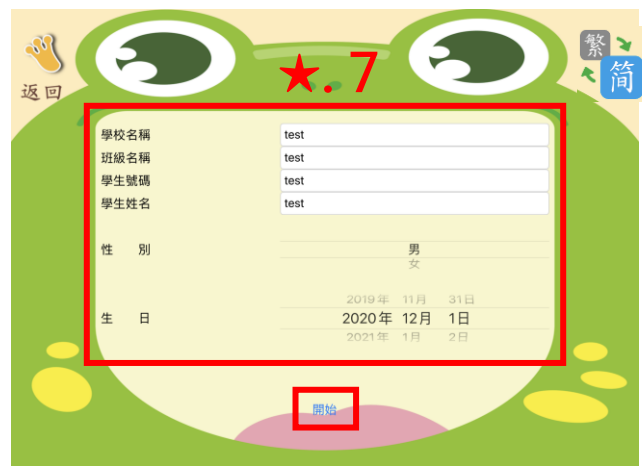 ★.7
繁
简
返回
學校名稱 test
班級名稱 test
學生號碼 test
學生姓名 test
性 別 男
女
2019年 11月 31日
生 日 2020年 12月 1日
2021年 1月 2日
開始